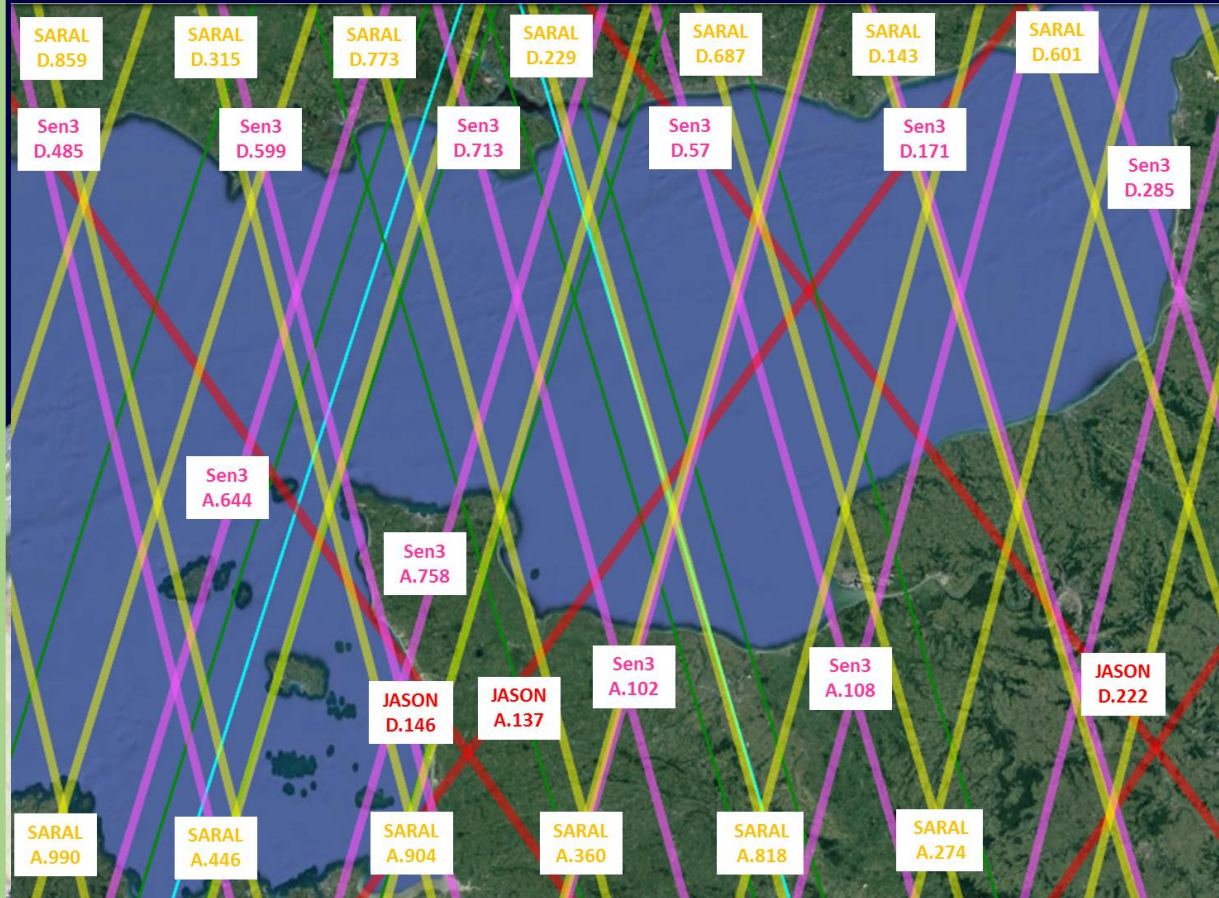 SARAL
D.859
SARAL
D.315
SARAL
D.773
SARAL
D.229
SARAL
D.687
SARAL
D.143
SARAL
D.601
Sen3
D.485
Sen3
D.599
Sen3
D.713
Sen3
D.57
Sen3
D.171
Sen3
D.285
Sen3
A.644
Sen3
A.758
Sen3
A.102
Sen3
A.108
JASON
D.146
JASON
A.137
JASON
D.222
SARAL
A.990
SARAL
A.446
SARAL
A.904
SARAL
A.360
SARAL
A.818
SARAL
A.274